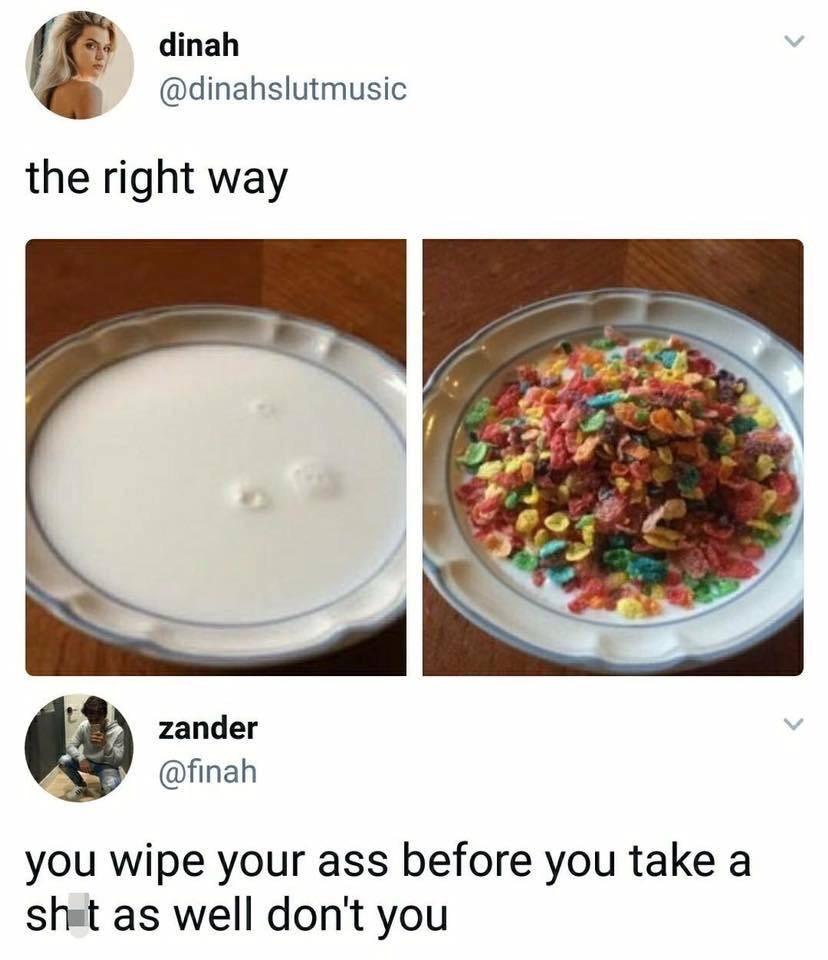 dinah
@dinahslutmusic
the right way
zander
@finah
you wipe your ass before you take a
sh t as well don't you